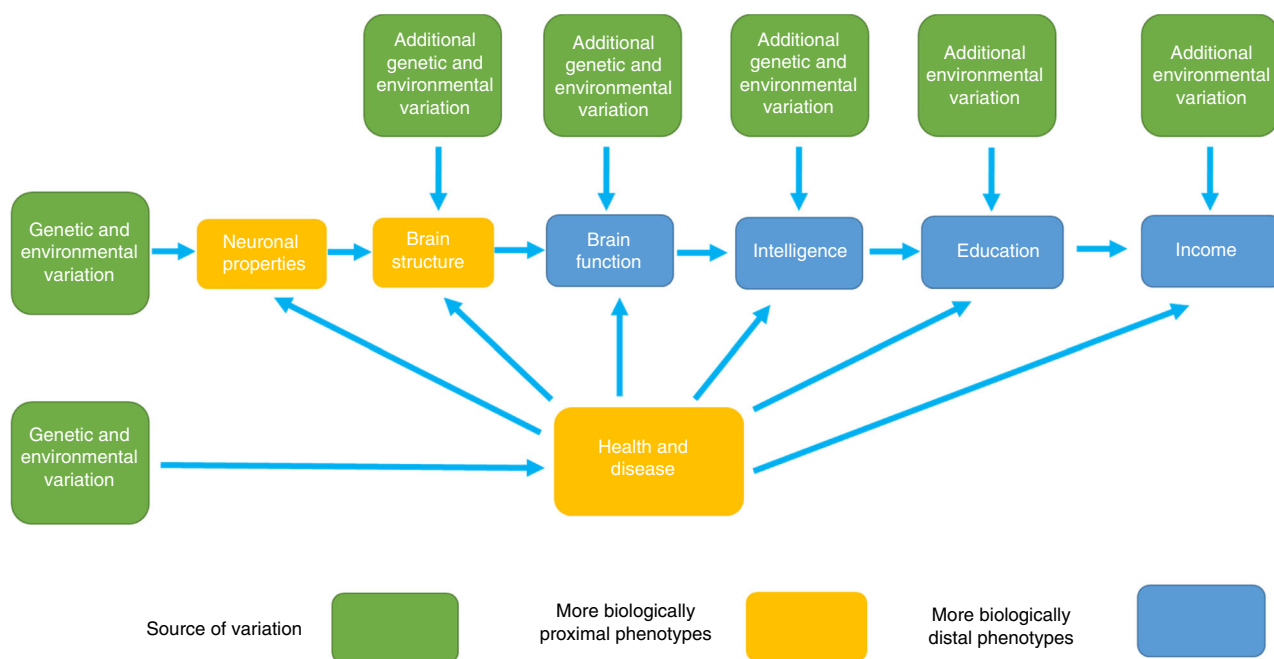 Additional
genetic and
environmental
variation
Additional
genetic and
environmental
variation
Additional
genetic and
environmental
variation
Additional
environmental
variation
Additional
environmental
variation
Genetic and
environmental
variation
Neuronal
properties
Brain
structure
Brain
function
Intelligence
Education
Income
Genetic and
environmental
variation
Health and
disease
Source of variation
More biologically
proximal phenotypes
More biologically
distal phenotypes